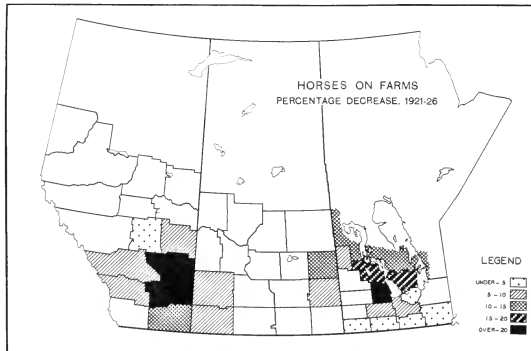 HORSES ON FARMS
PERCENTAGE DECREASE, 1921-26
LEGEND
UNDER - 5
5 - 10
10 - 15
15 - 20
OVER - 20